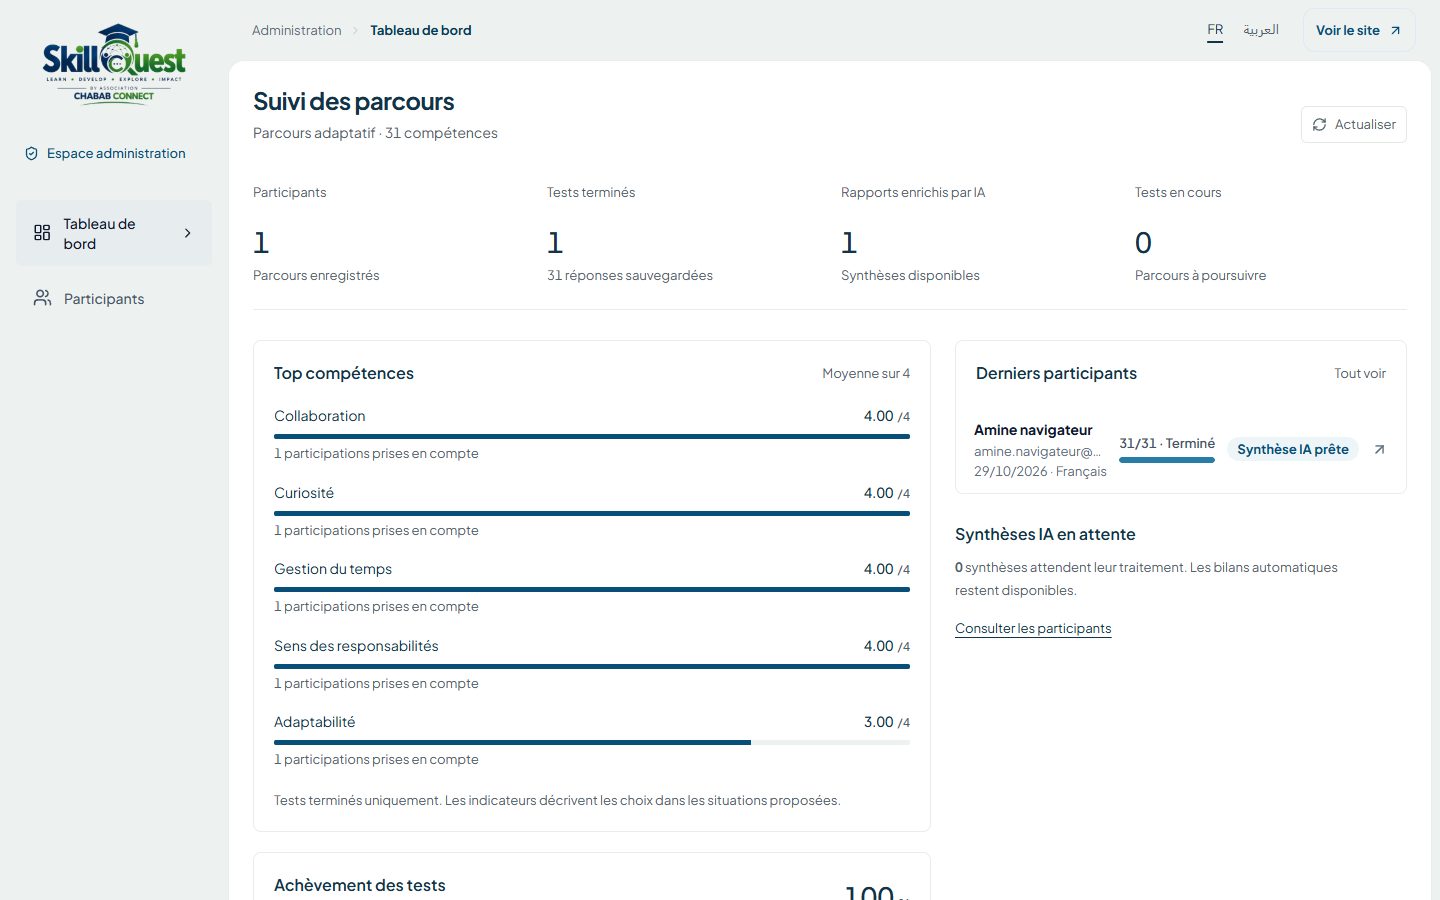 SkillQuest
LEARN • DEVELOP • EXPLORE • IMPACT
BY ASSOCIATION
CHABAB CONNECT
Espace administration
Tableau de
bord
Participants
Administration
Tableau de bord
FR
العربية
Voir le site
Suivi des parcours
Parcours adaptatif · 31 compétences
Actualiser
Participants
1
Parcours enregistrés
Tests terminés
1
31 réponses sauvegardées
Rapports enrichis par IA
1
Synthèses disponibles
Tests en cours
0
Parcours à poursuivre
Top compétences
Moyenne sur 4
Collaboration
4.00 /4
1 participations prises en compte
Curiosité
4.00 /4
1 participations prises en compte
Gestion du temps
4.00 /4
1 participations prises en compte
Sens des responsabilités
4.00 /4
1 participations prises en compte
Adaptabilité
3.00 /4
1 participations prises en compte
Tests terminés uniquement. Les indicateurs décrivent les choix dans les situations proposées.
Achèvement des tests
100
Derniers participants
Tout voir
Amine navigateur
amine.navigateur@...
29/10/2026 · Français
31/31 · Terminé
Synthèse IA prête
Synthèses IA en attente
0 synthèses attendent leur traitement. Les bilans automatiques
restent disponibles.
Consulter les participants